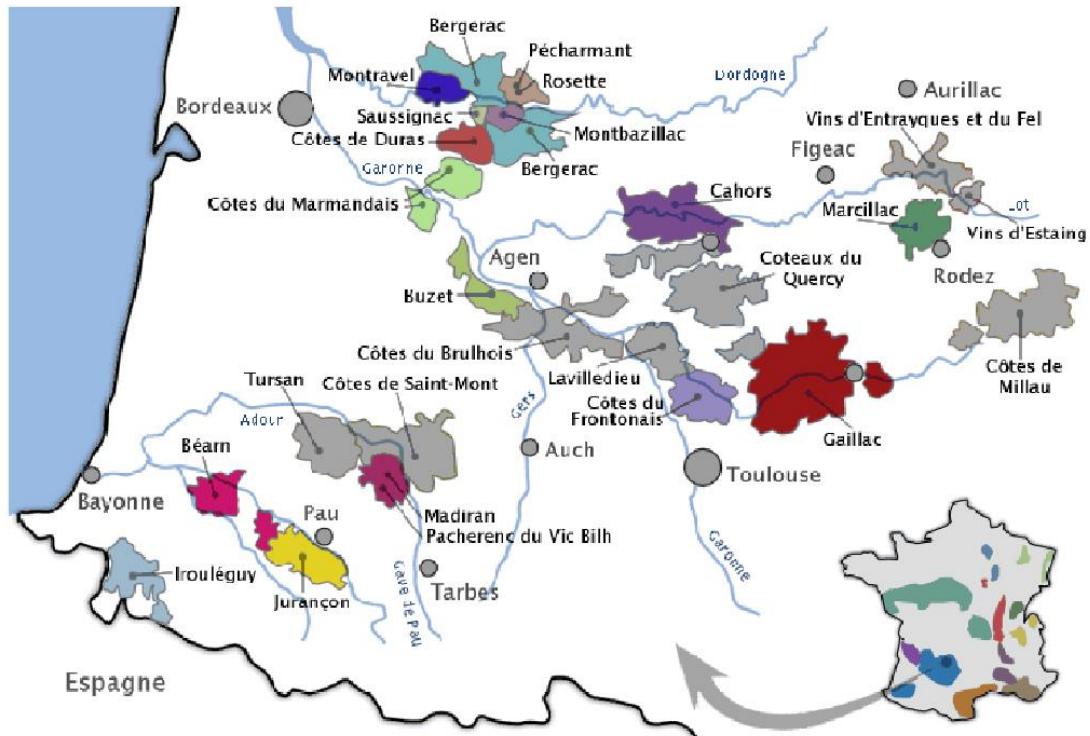 Bergerac
Pécharmant
Montravel
Rosette
Dordogne
Bordeaux
Aurillac
Saussignac
Vins d'Entrayques et du Fel
Côtes de Duras
Montbazillac
Figeac
Garonne
Bergerac
Cahors
Côtes du Marmandais
Marcillac
Lot
Vins d'Estaing
Agen
Coteaux du
Quercy
Rodez
Buzet
Côtes du Brulhois
Lavilledieu
Côtes de
Millau
Tursan
Côtes de Saint-Mont
Gers
Côtes du
Frontonais
Adour
Gaillac
Béarn
Auch
Toulouse
Bayonne
Pau
Madiran
Pacherenc du Vic Bilh
Irouléguy
Garonne
Gave de Pau
Tarbes
Jurançon
Espagne